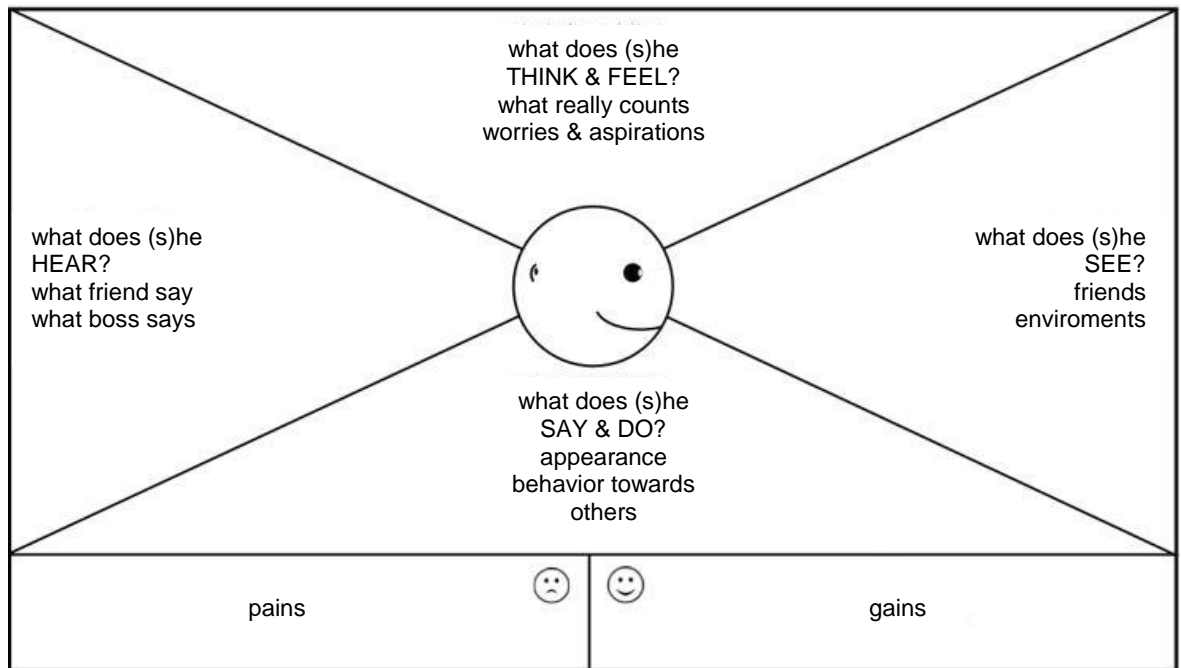 what does (s)he
THINK & FEEL?
what really counts
worries & aspirations
what does (s)he
HEAR?
what friend say
what boss says
what does (s)he
SEE?
friends
enviroments
what does (s)he
SAY & DO?
appearance
behavior towards
others
pains
gains